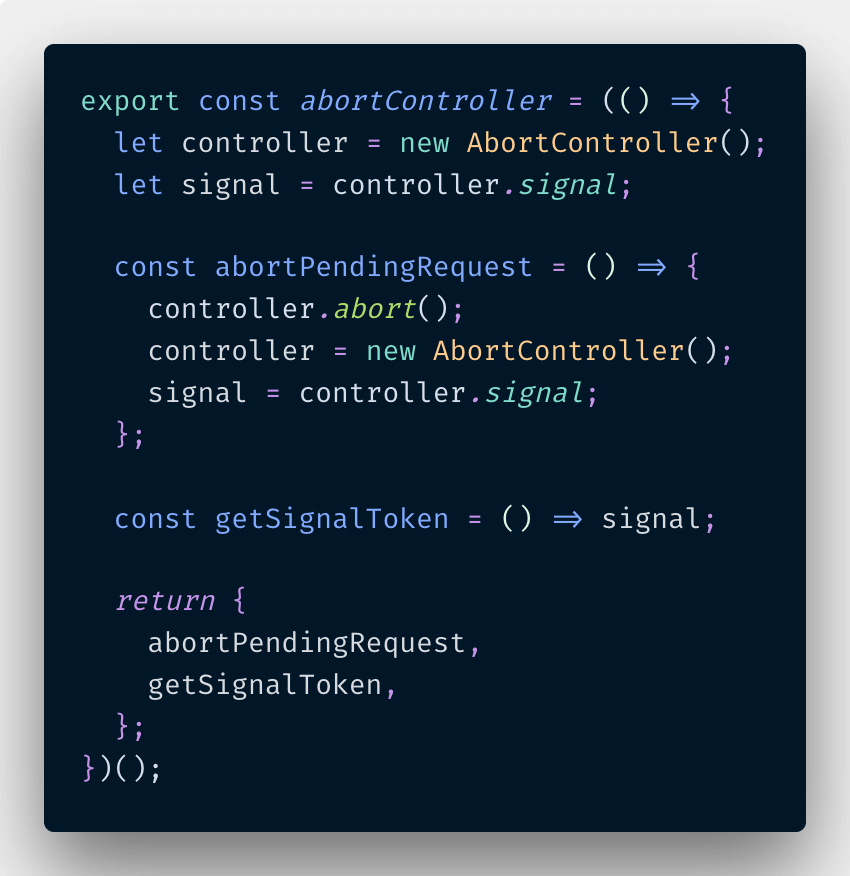 export const abortController = (() => {
  let controller = new AbortController();
  let signal = controller.signal;

  const abortPendingRequest = () => {
    controller.abort();
    controller = new AbortController();
    signal = controller.signal;
  };

  const getSignalToken = () => signal;

  return {
    abortPendingRequest,
    getSignalToken,
  };
})();